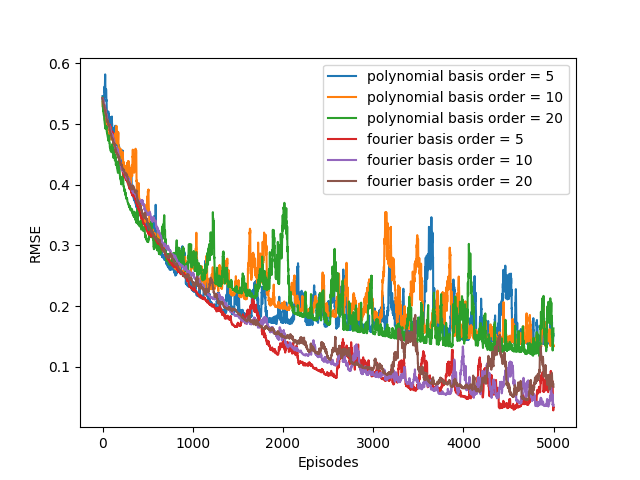 0.6
0.5
0.4
0.3
0.2
0.1
RMSE
polynomial basis order = 5
polynomial basis order = 10
polynomial basis order = 20
fourier basis order = 5
fourier basis order = 10
fourier basis order = 20
0 1000 2000 3000 4000 5000
Episodes